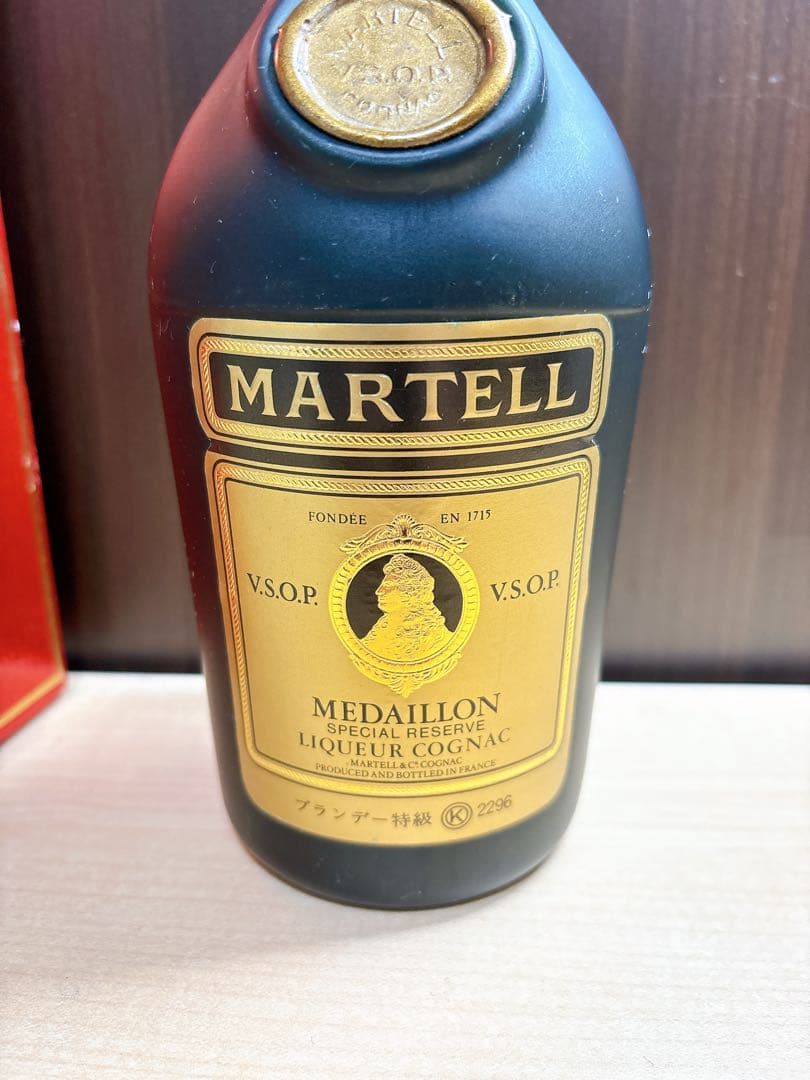 MARTELL
V.S.O.P.
COGNAC
MARTELL
FONDÉE EN 1715
V.S.O.P. V.S.O.P.
MEDAILLON
SPECIAL RESERVE
LIQUEUR COGNAC
MARTELL & Cº COGNAC
PRODUCED AND BOTTLED IN FRANCE
ブランデー特級 Ⓚ 2296